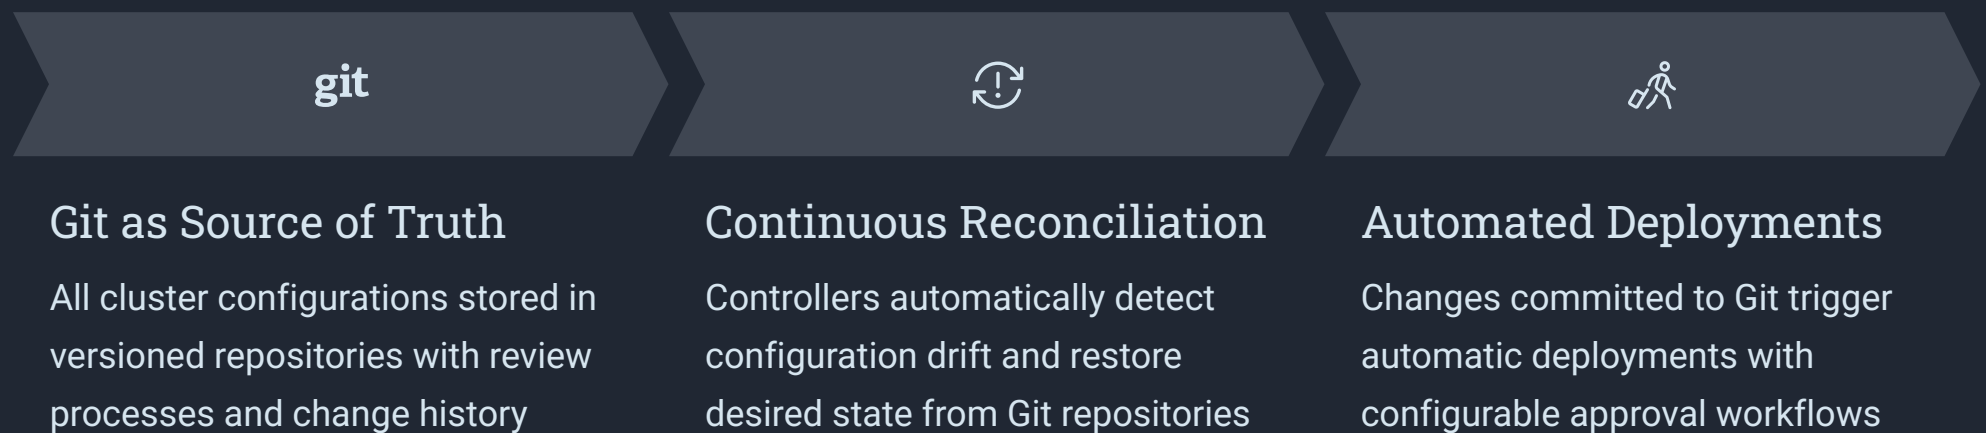 git
Git as Source of Truth
All cluster configurations stored in
versioned repositories with review
processes and change history
Continuous Reconciliation
Controllers automatically detect
configuration drift and restore
desired state from Git repositories
Automated Deployments
Changes committed to Git trigger
automatic deployments with
configurable approval workflows